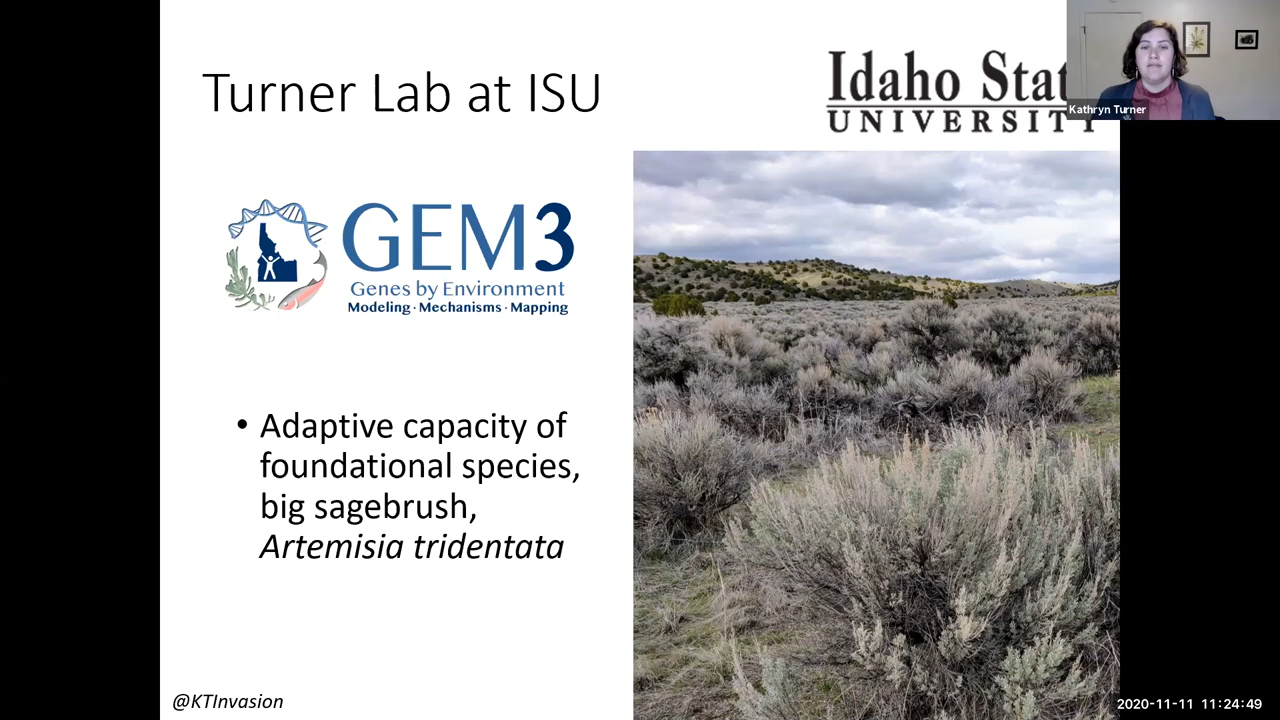 Turner Lab at ISU
Idaho Stat
UNIVERSITY
Kathryn Turner
GEM3
Genes by Environment
Modeling · Mechanisms · Mapping
• Adaptive capacity of
foundational species,
big sagebrush,
Artemisia tridentata
@KTInvasion
2020-11-11 11:24:49